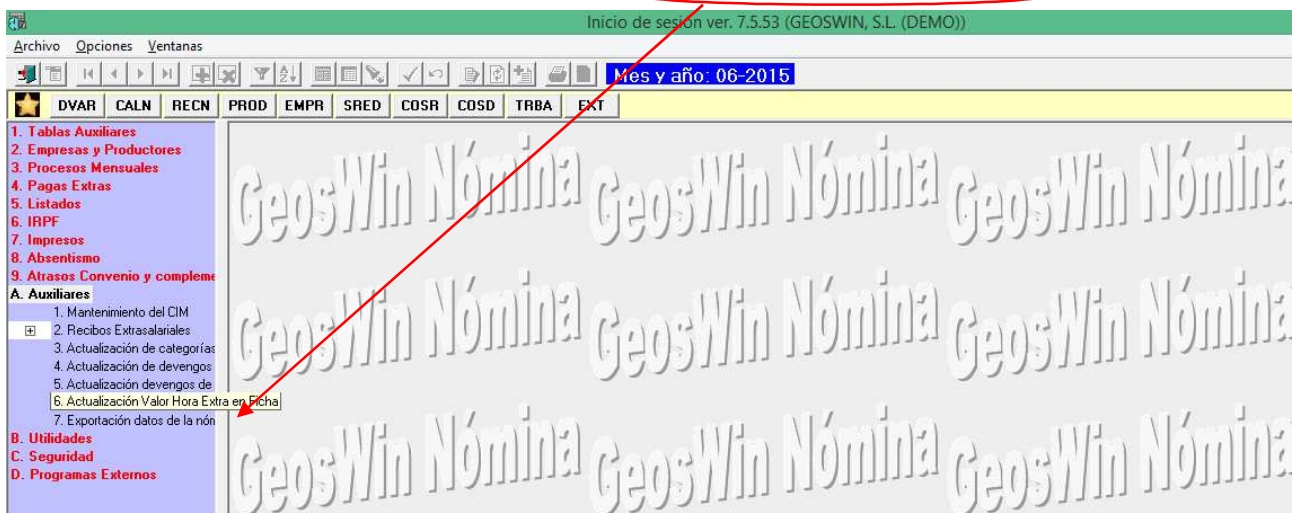 Inicio de sesión ver. 7.5.53 (GEOSWIN, S.L. (DEMO))
Archivo Opciones Ventanas
Mes y año: 06-2015
DVAR CALN RECN PROD EMPR SRED COSR COSD TRBA EXT
1. Tablas Auxiliares
2. Empresas y Productores
3. Procesos Mensuales
4. Pagas Extras
5. Listados
6. IRPF
7. Impresos
8. Absentismo
9. Atrasos Convenio y compleme
A. Auxiliares
1. Mantenimiento del CIM
2. Recibos Extrasalariales
3. Actualización de categorías
4. Actualización de devengos
5. Actualización devengos de
6. Actualización Valor Hora Extra en Ficha
7. Exportación datos de la nón
B. Utilidades
C. Seguridad
D. Programas Externos
GeosWin Nómina GeosWin Nómina GeosWin Nómina
GeosWin Nómina GeosWin Nómina GeosWin Nómina
GeosWin Nómina GeosWin Nómina GeosWin Nómina